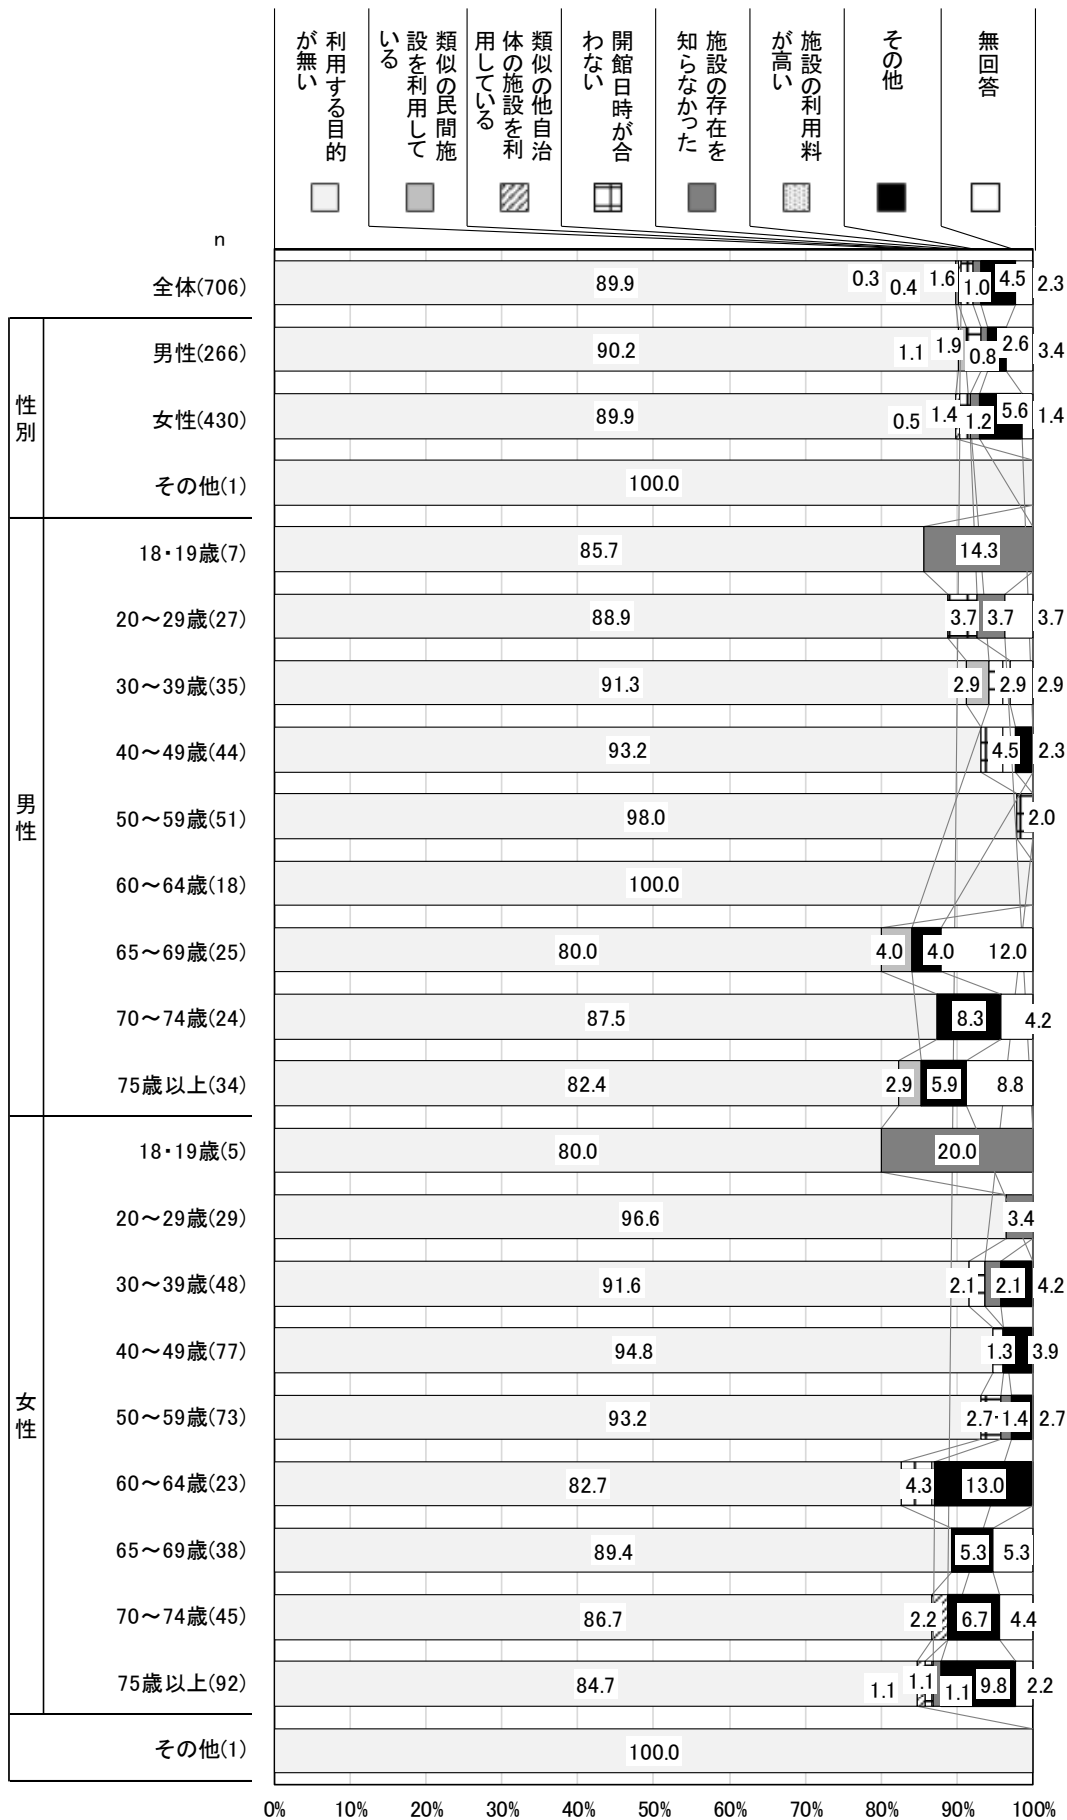 利用する目的
が無い
類似の民間施
設を利用して
いる
類似の他自治
体の施設を利
用している
開館日時が合
わない
施設の存在を
知らなかった
施設の利用料
が高い
その他
無回答
n
全体(706) 89.9 0.3 0.4 1.6 1.0 4.5 2.3
性別
男性(266) 90.2 1.1 1.9 0.8 2.6 3.4
女性(430) 89.9 0.5 1.4 1.2 5.6 1.4
その他(1) 100.0
男性
18・19歳(7) 85.7 14.3
20～29歳(27) 88.9 3.7 3.7 3.7
30～39歳(35) 91.3 2.9 2.9 2.9
40～49歳(44) 93.2 4.5 2.3
50～59歳(51) 98.0 2.0
60～64歳(18) 100.0
65～69歳(25) 80.0 4.0 4.0 12.0
70～74歳(24) 87.5 8.3 4.2
75歳以上(34) 82.4 2.9 5.9 8.8
女性
18・19歳(5) 80.0 20.0
20～29歳(29) 96.6 3.4
30～39歳(48) 91.6 2.1 2.1 4.2
40～49歳(77) 94.8 1.3 3.9
50～59歳(73) 93.2 2.7 1.4 2.7
60～64歳(23) 82.7 4.3 13.0
65～69歳(38) 89.4 5.3 5.3
70～74歳(45) 86.7 2.2 6.7 4.4
75歳以上(92) 84.7 1.1 1.1 1.1 9.8 2.2
その他(1) 100.0
0% 10% 20% 30% 40% 50% 60% 70% 80% 90% 100%